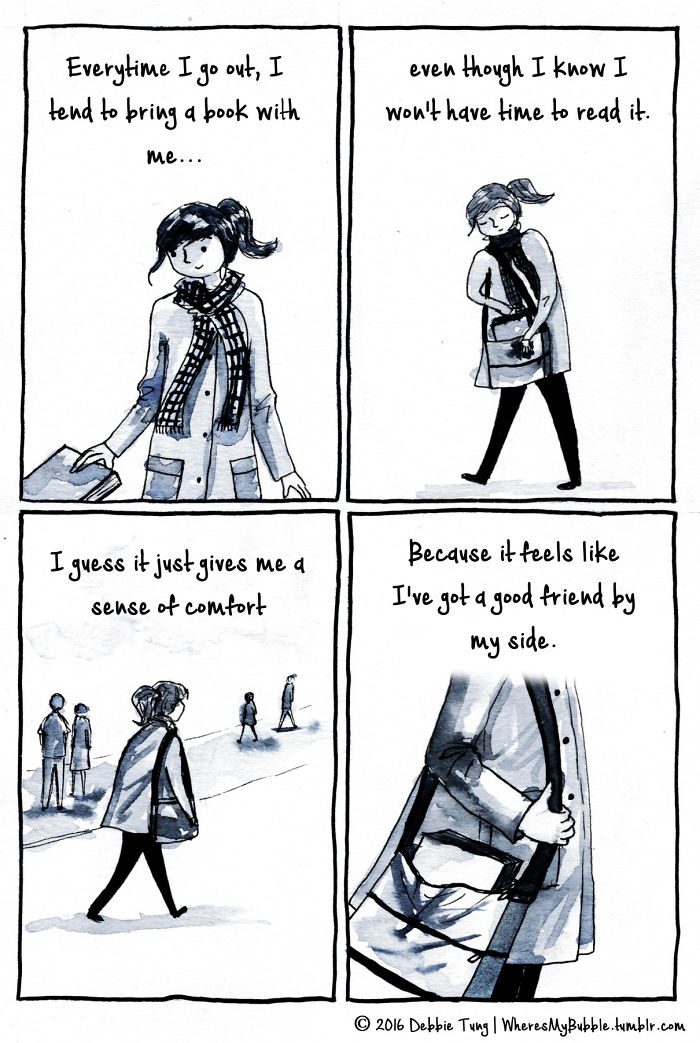 Everytime I go out, I
tend to bring a book with
me...
even though I know I
won't have time to read it.
I guess it just gives me a
sense of comfort
Because it feels like
I've got a good friend by
my side.
© 2016 Debbie Tung | WheresMyBubble.tumblr.com